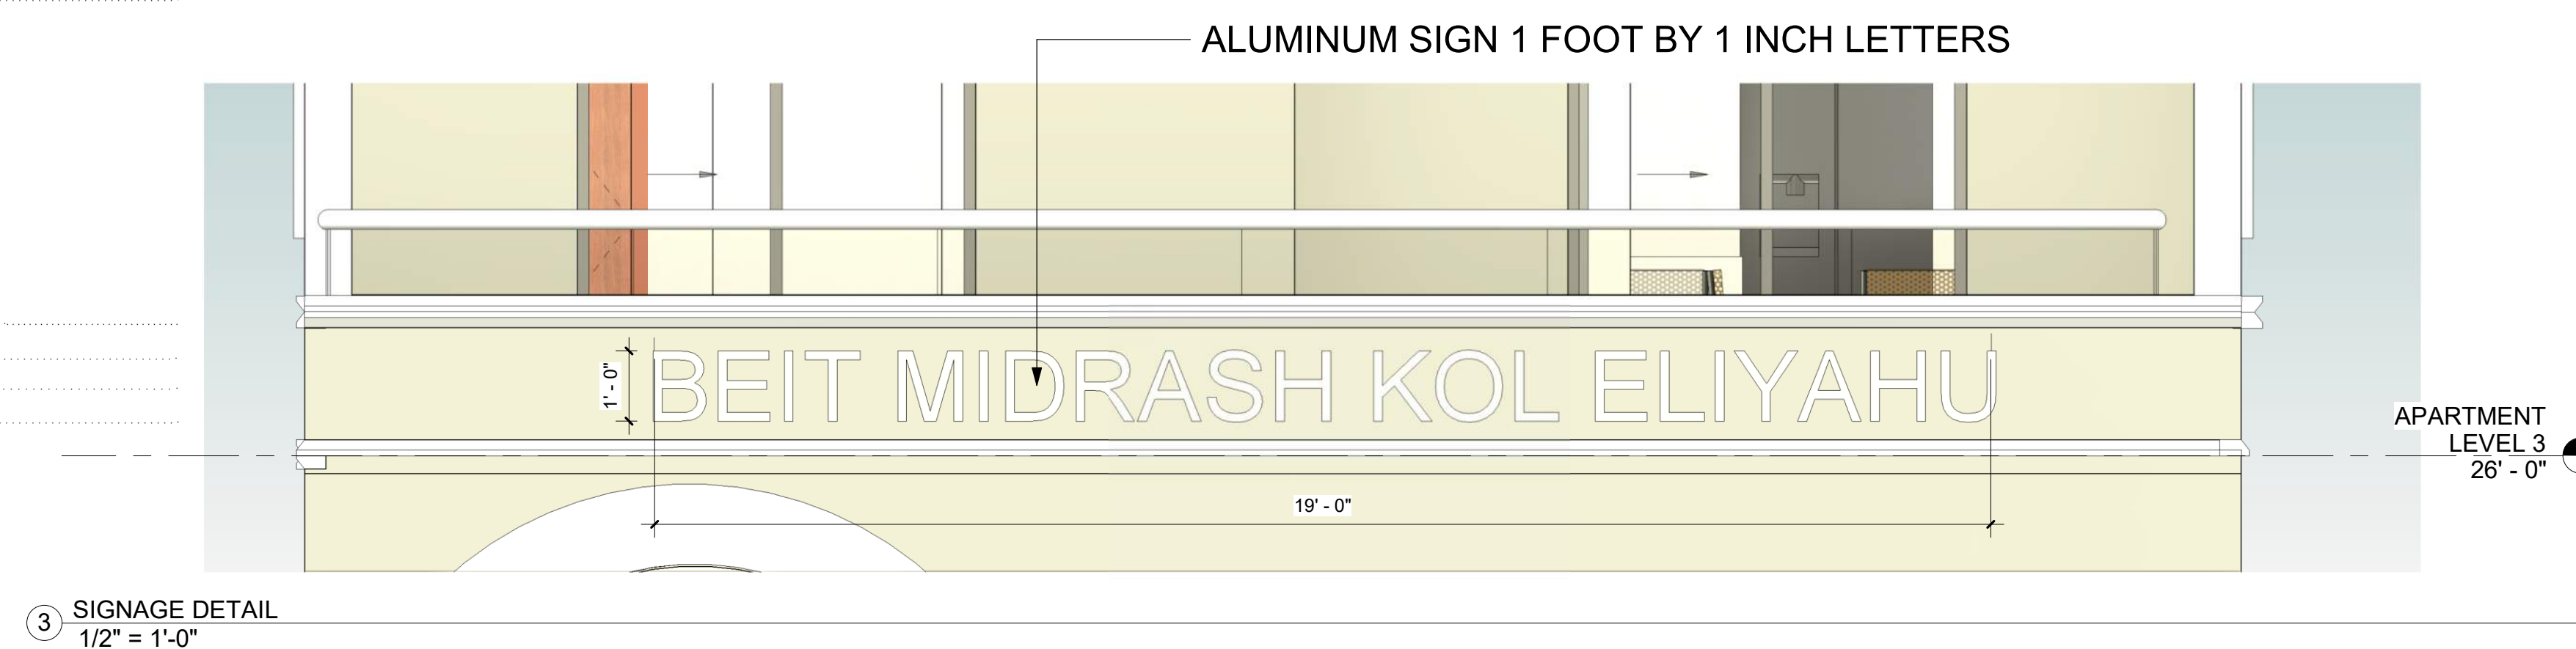 ALUMINUM SIGN 1 FOOT BY 1 INCH LETTERS
1' - 0"
BEIT MIDRASH KOL ELIYAHU
APARTMENT
LEVEL 3
26' - 0"
19' - 0"
3 SIGNAGE DETAIL
1/2" = 1'-0"